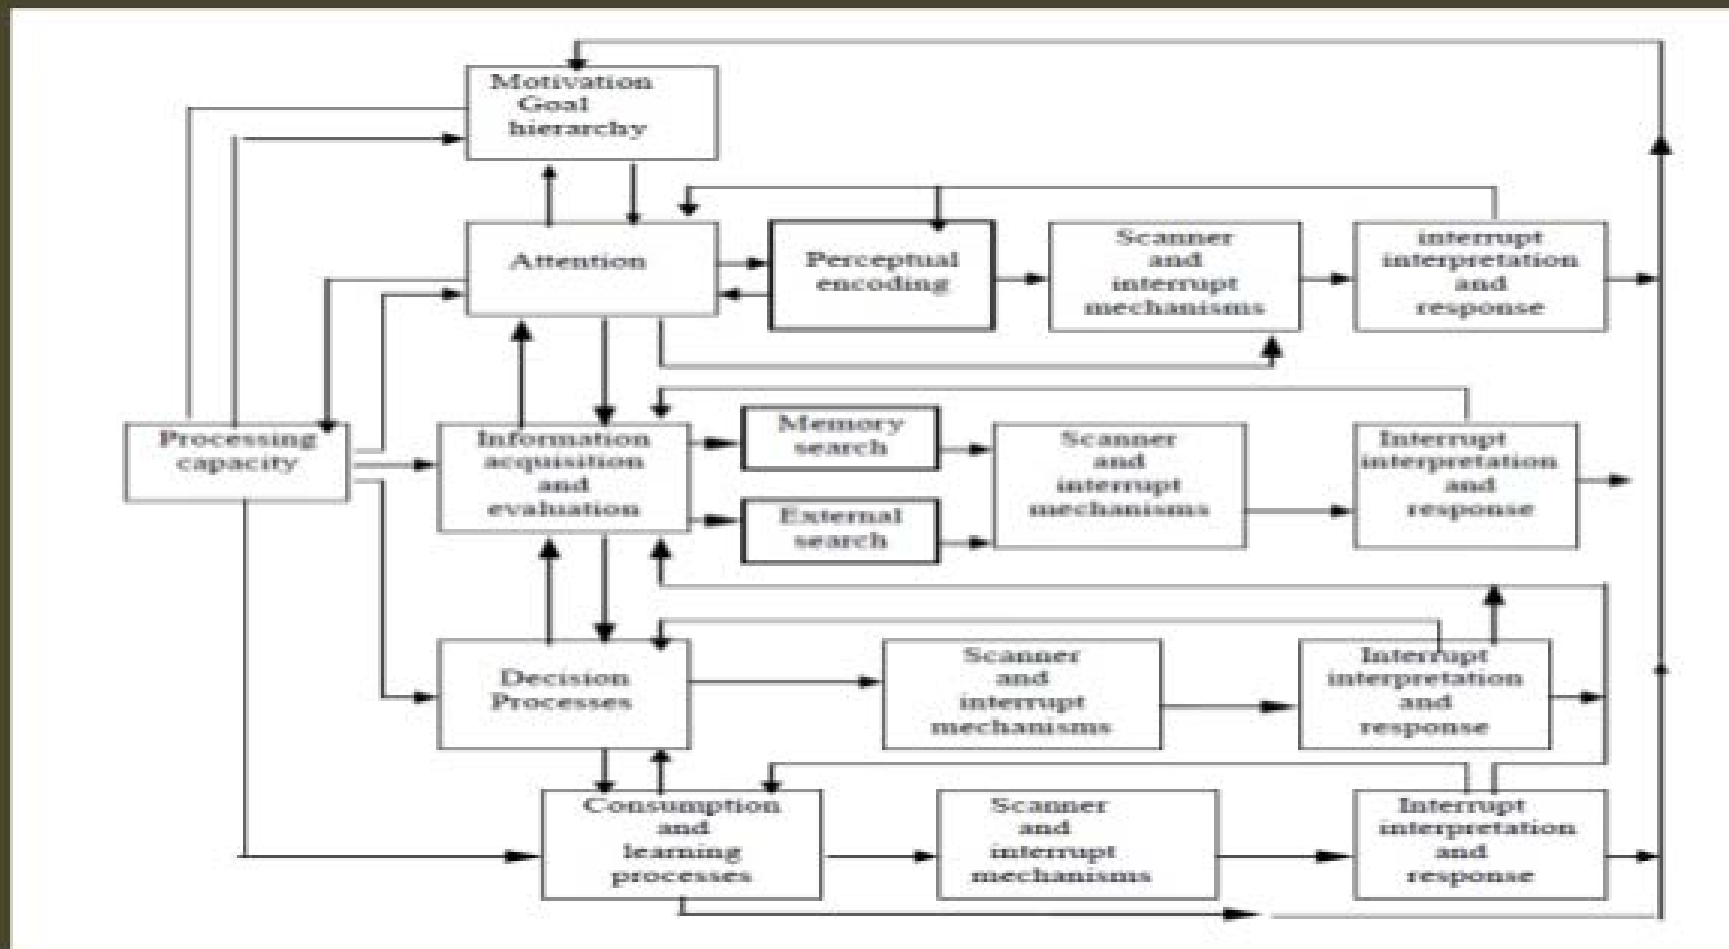 Motivation
Goal
hierarchy
Attention
Perceptual
encoding
Scanner
and
interrupt
mechanisms
interrupt
interpretation
and
response
Processing
capacity
Information
acquisition
and
evaluation
Memory
search
External
search
Scanner
and
interrupt
mechanisms
Interrupt
interpretation
and
response
Decision
Processes
Scanner
and
interrupt
mechanisms
Interrupt
interpretation
and
response
Consumption
and
learning
processes
Scanner
and
interrupt
mechanisms
Interrupt
interpretation
and
response